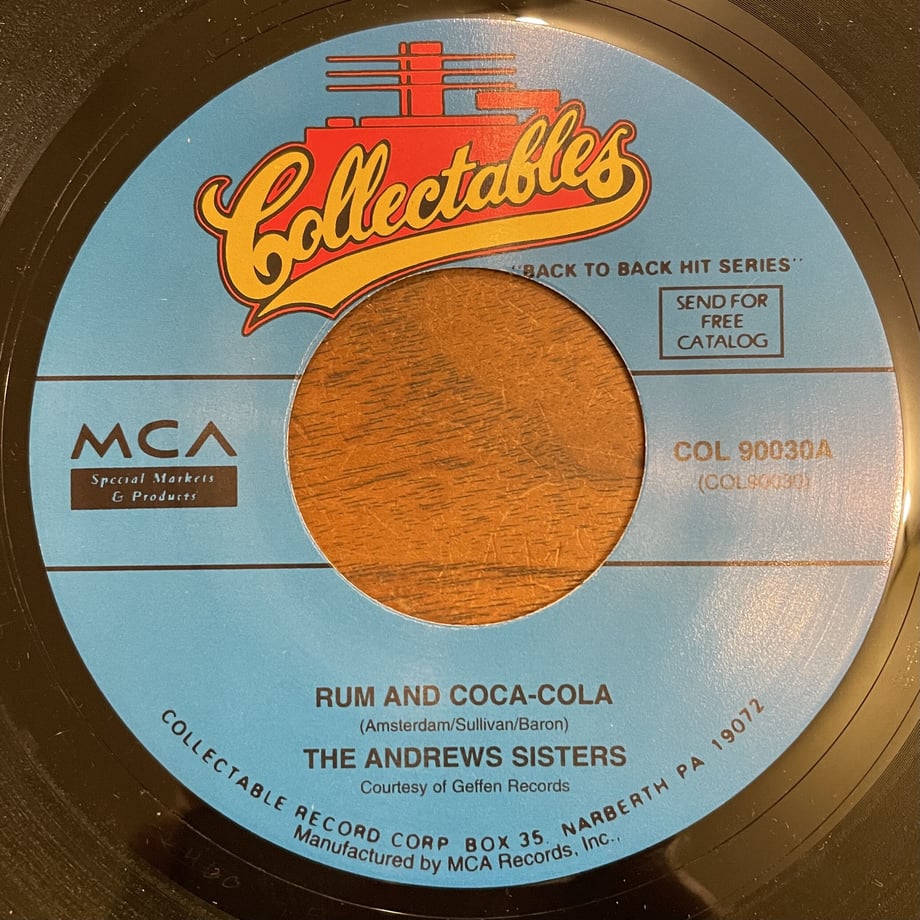 Collectables
"BACK TO BACK HIT SERIES"
SEND FOR
FREE
CATALOG
MCA
Special Markets
& Products
COL 90030A
(COL90030)
RUM AND COCA-COLA
(Amsterdam/Sullivan/Baron)
THE ANDREWS SISTERS
Courtesy of Geffen Records
COLLECTABLE RECORD CORP BOX 35, NARBERTH PA 19072
Manufactured by MCA Records, Inc.,